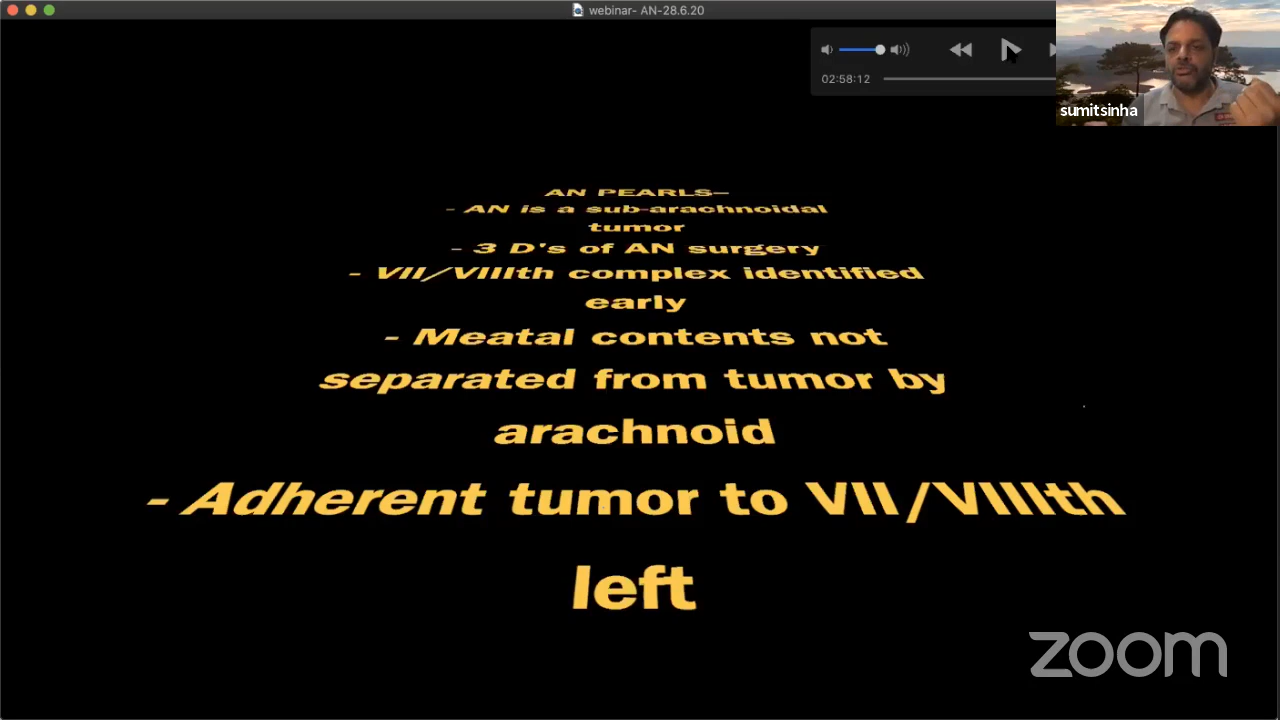 webinar- AN-28.6.20
02:58:12
sumitsinha
AN PEARLS—
- AN is a sub-arachnoidal
tumor
- 3 D's of AN surgery
- VII/VIIIth complex identified
early
- Meatal contents not
separated from tumor by
arachnoid
- Adherent tumor to VII/VIIIth
left
zoom